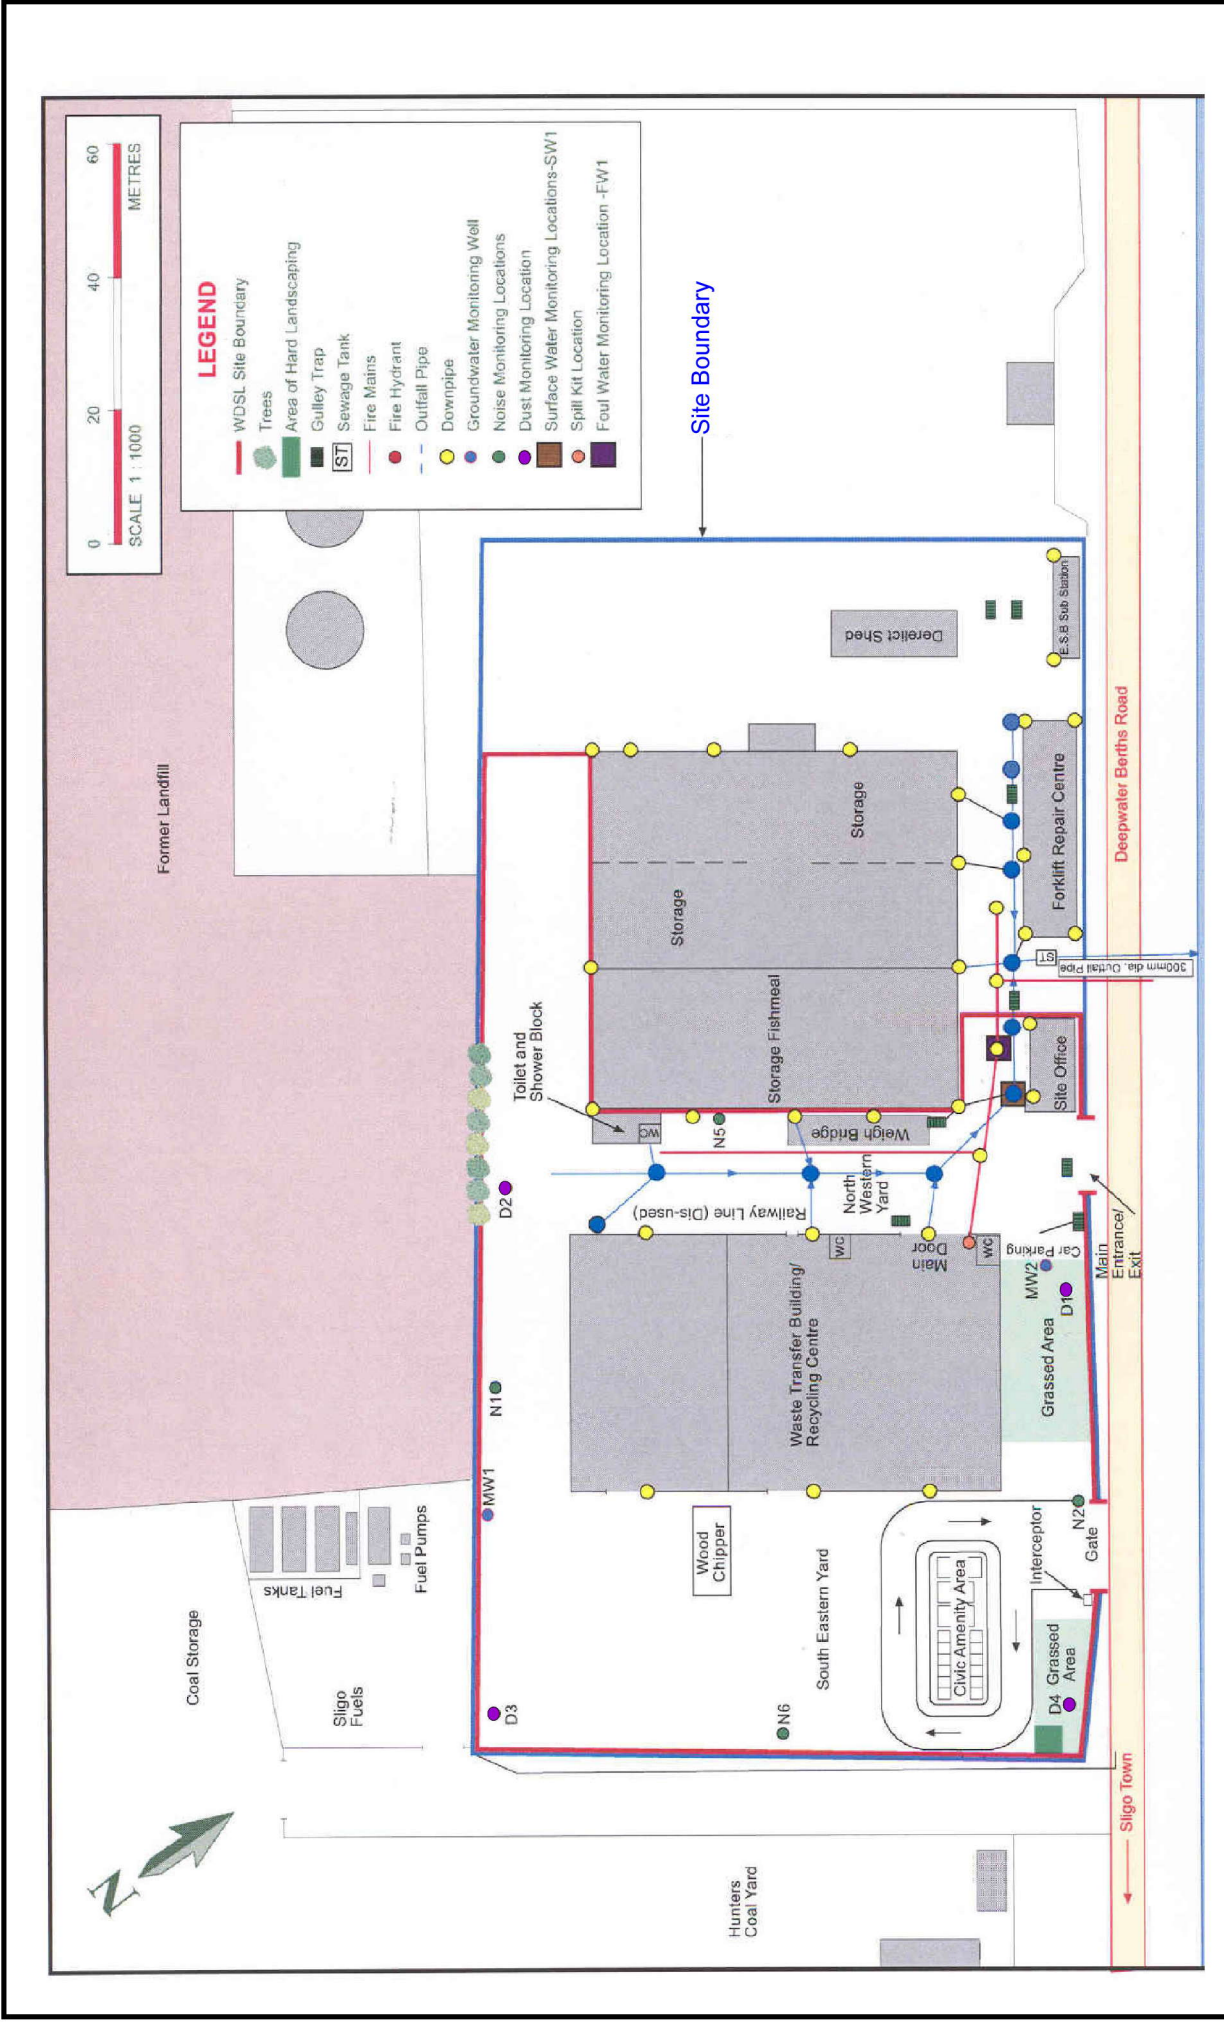 0
20
40
60
SCALE 1 : 1000
METRES
LEGEND
WDSL Site Boundary
Trees
Area of Hard Landscaping
Gulley Trap
ST
Sewage Tank
Fire Mains
Fire Hydrant
Outfall Pipe
Downpipe
Groundwater Monitoring Well
Noise Monitoring Locations
Dust Monitoring Location
Surface Water Monitoring Locations-SW1
Spill Kit Location
Foul Water Monitoring Location -FW1
N
Former Landfill
Coal Storage
Sligo
Fuels
Fuel Tanks
Fuel Pumps
Hunters
Coal Yard
Site Boundary
MW1
N1
D2
D3
Toilet and
Shower Block
WC
N5
Storage
Storage
Storage Fishmeal
Weigh Bridge
Derelict Shed
E.S.B Sub Station
Forklift Repair Centre
ST
300mm dia. Outfall Pipe
Site Office
Railway Line (Dis-used)
North
Western
Yard
WC
Main
Door
WC
Waste Transfer Building/
Recycling Centre
Wood
Chipper
South Eastern Yard
N6
Civic Amenity Area
Car Parking
MW2
D1
Main
Entrance/
Exit
Grassed Area
N2
Gate
Interceptor
D4
Grassed
Area
Deepwater Berths Road
Sligo Town